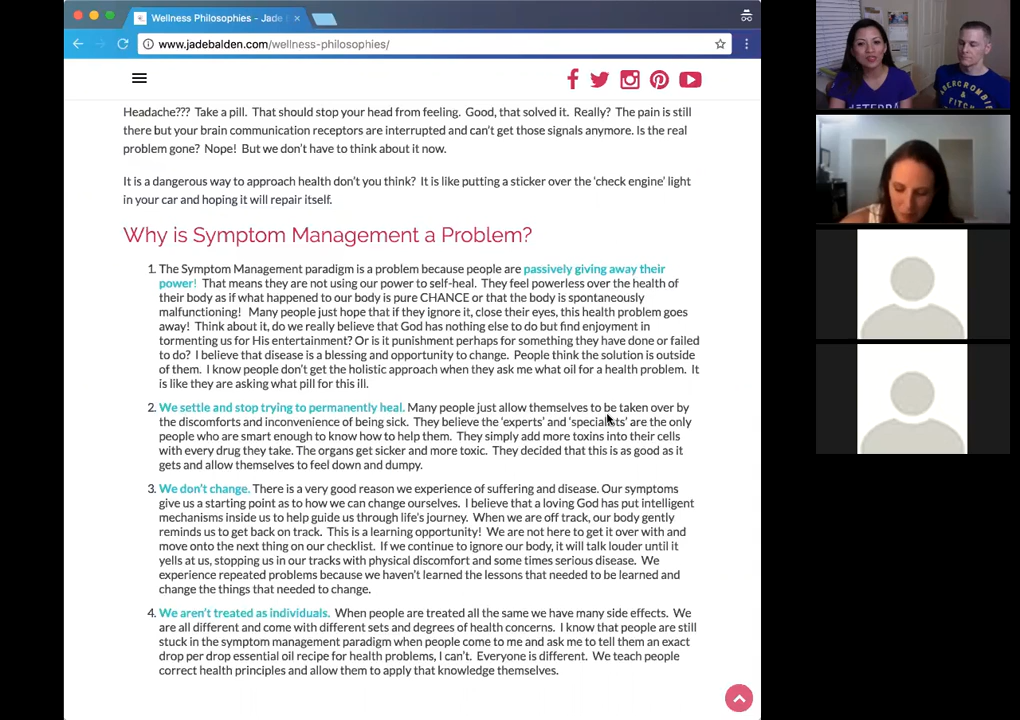 Wellness Philosophies - Jade
www.jadebalden.com/wellness-philosophies/
Headache??? Take a pill. That should stop your head from feeling. Good, that solved it. Really? The pain is still
there but your brain communication receptors are interrupted and can't get those signals anymore. Is the real
problem gone? Nope! But we don't have to think about it now.
It is a dangerous way to approach health don't you think? It is like putting a sticker over the 'check engine' light
in your car and hoping it will repair itself.
Why is Symptom Management a Problem?
1. The Symptom Management paradigm is a problem because people are passively giving away their
power! That means they are not using our power to self-heal. They feel powerless over the health of
their body as if what happened to our body is pure CHANCE or that the body is spontaneously
malfunctioning! Many people just hope that if they ignore it, close their eyes, this health problem goes
away! Think about it, do we really believe that God has nothing else to do but find enjoyment in
tormenting us for His entertainment? Or is it punishment perhaps for something they have done or failed
to do? I believe that disease is a blessing and opportunity to change. People think the solution is outside
of them. I know people don't get the holistic approach when they ask me what oil for a health problem. It
is like they are asking what pill for this ill.
2. We settle and stop trying to permanently heal. Many people just allow themselves to be taken over by
the discomforts and inconvenience of being sick. They believe the 'experts' and 'specialists' are the only
people who are smart enough to know how to help them. They simply add more toxins into their cells
with every drug they take. The organs get sicker and more toxic. They decided that this is as good as it
gets and allow themselves to feel down and dumpy.
3. We don't change. There is a very good reason we experience of suffering and disease. Our symptoms
give us a starting point as to how we can change ourselves. I believe that a loving God has put intelligent
mechanisms inside us to help guide us through life's journey. When we are off track, our body gently
reminds us to get back on track. This is a learning opportunity! We are not here to get it over with and
move onto the next thing on our checklist. If we continue to ignore our body, it will talk louder until it
yells at us, stopping us in our tracks with physical discomfort and some times serious disease. We
experience repeated problems because we haven't learned the lessons that needed to be learned and
change the things that needed to change.
4. We aren't treated as individuals. When people are treated all the same we have many side effects. We
are all different and come with different sets and degrees of health concerns. I know that people are still
stuck in the symptom management paradigm when people come to me and ask me to tell them an exact
drop per drop essential oil recipe for health problems, I can't. Everyone is different. We teach people
correct health principles and allow them to apply that knowledge themselves.